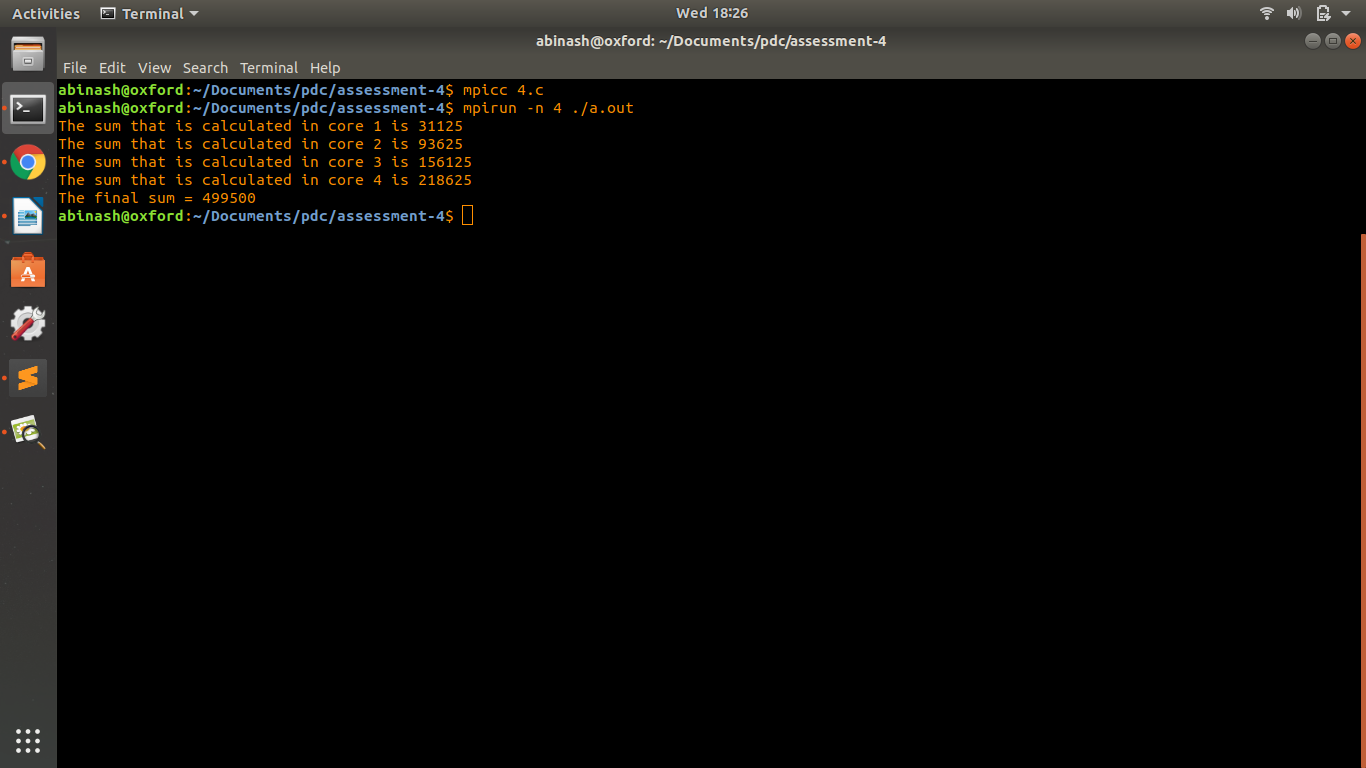 Activities Terminal Wed 18:26
abinash@oxford: ~/Documents/pdc/assessment-4
File Edit View Search Terminal Help
abinash@oxford:~/Documents/pdc/assessment-4$ mpicc 4.c
abinash@oxford:~/Documents/pdc/assessment-4$ mpirun -n 4 ./a.out
The sum that is calculated in core 1 is 31125
The sum that is calculated in core 2 is 93625
The sum that is calculated in core 3 is 156125
The sum that is calculated in core 4 is 218625
The final sum = 499500
abinash@oxford:~/Documents/pdc/assessment-4$